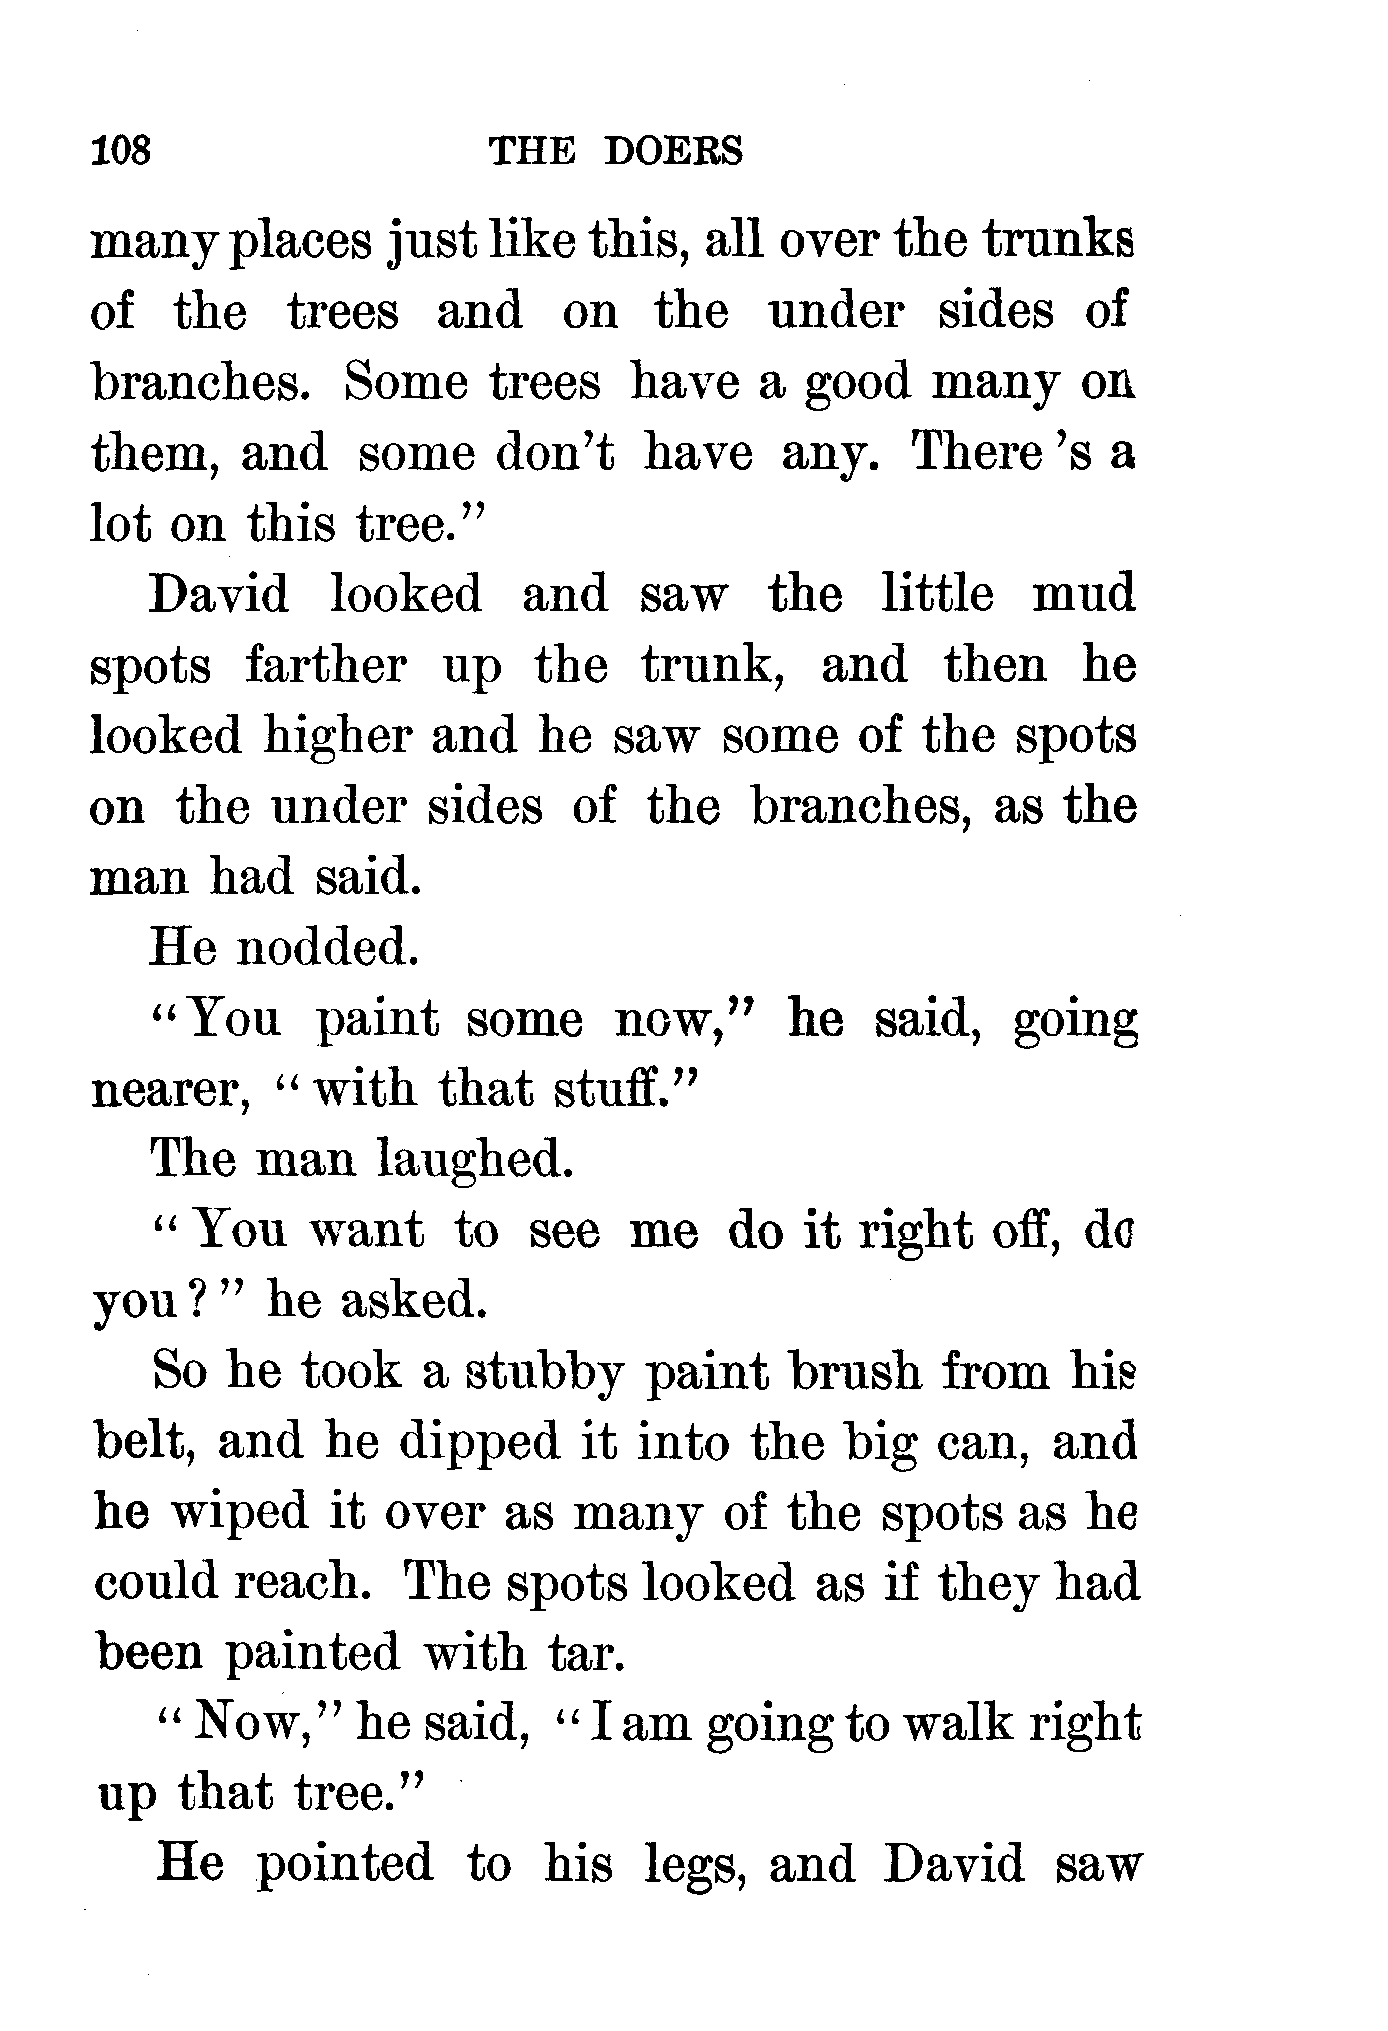 108 THE DOERS
many places just like this, all over the trunks
of the trees and on the under sides of
branches. Some trees have a good many on
them, and some don't have any. There 's a
lot on this tree."
David looked and saw the little mud
spots farther up the trunk, and then he
looked higher and he saw some of the spots
on the under sides of the branches, as the
man had said.
He nodded.
"You paint some now," he said, going
nearer, "with that stuff."
The man laughed.
"You want to see me do it right off, do
you?" he asked.
So he took a stubby paint brush from his
belt, and he dipped it into the big can, and
he wiped it over as many of the spots as he
could reach. The spots looked as if they had
been painted with tar.
"Now," he said, "I am going to walk right
up that tree."
He pointed to his legs, and David saw